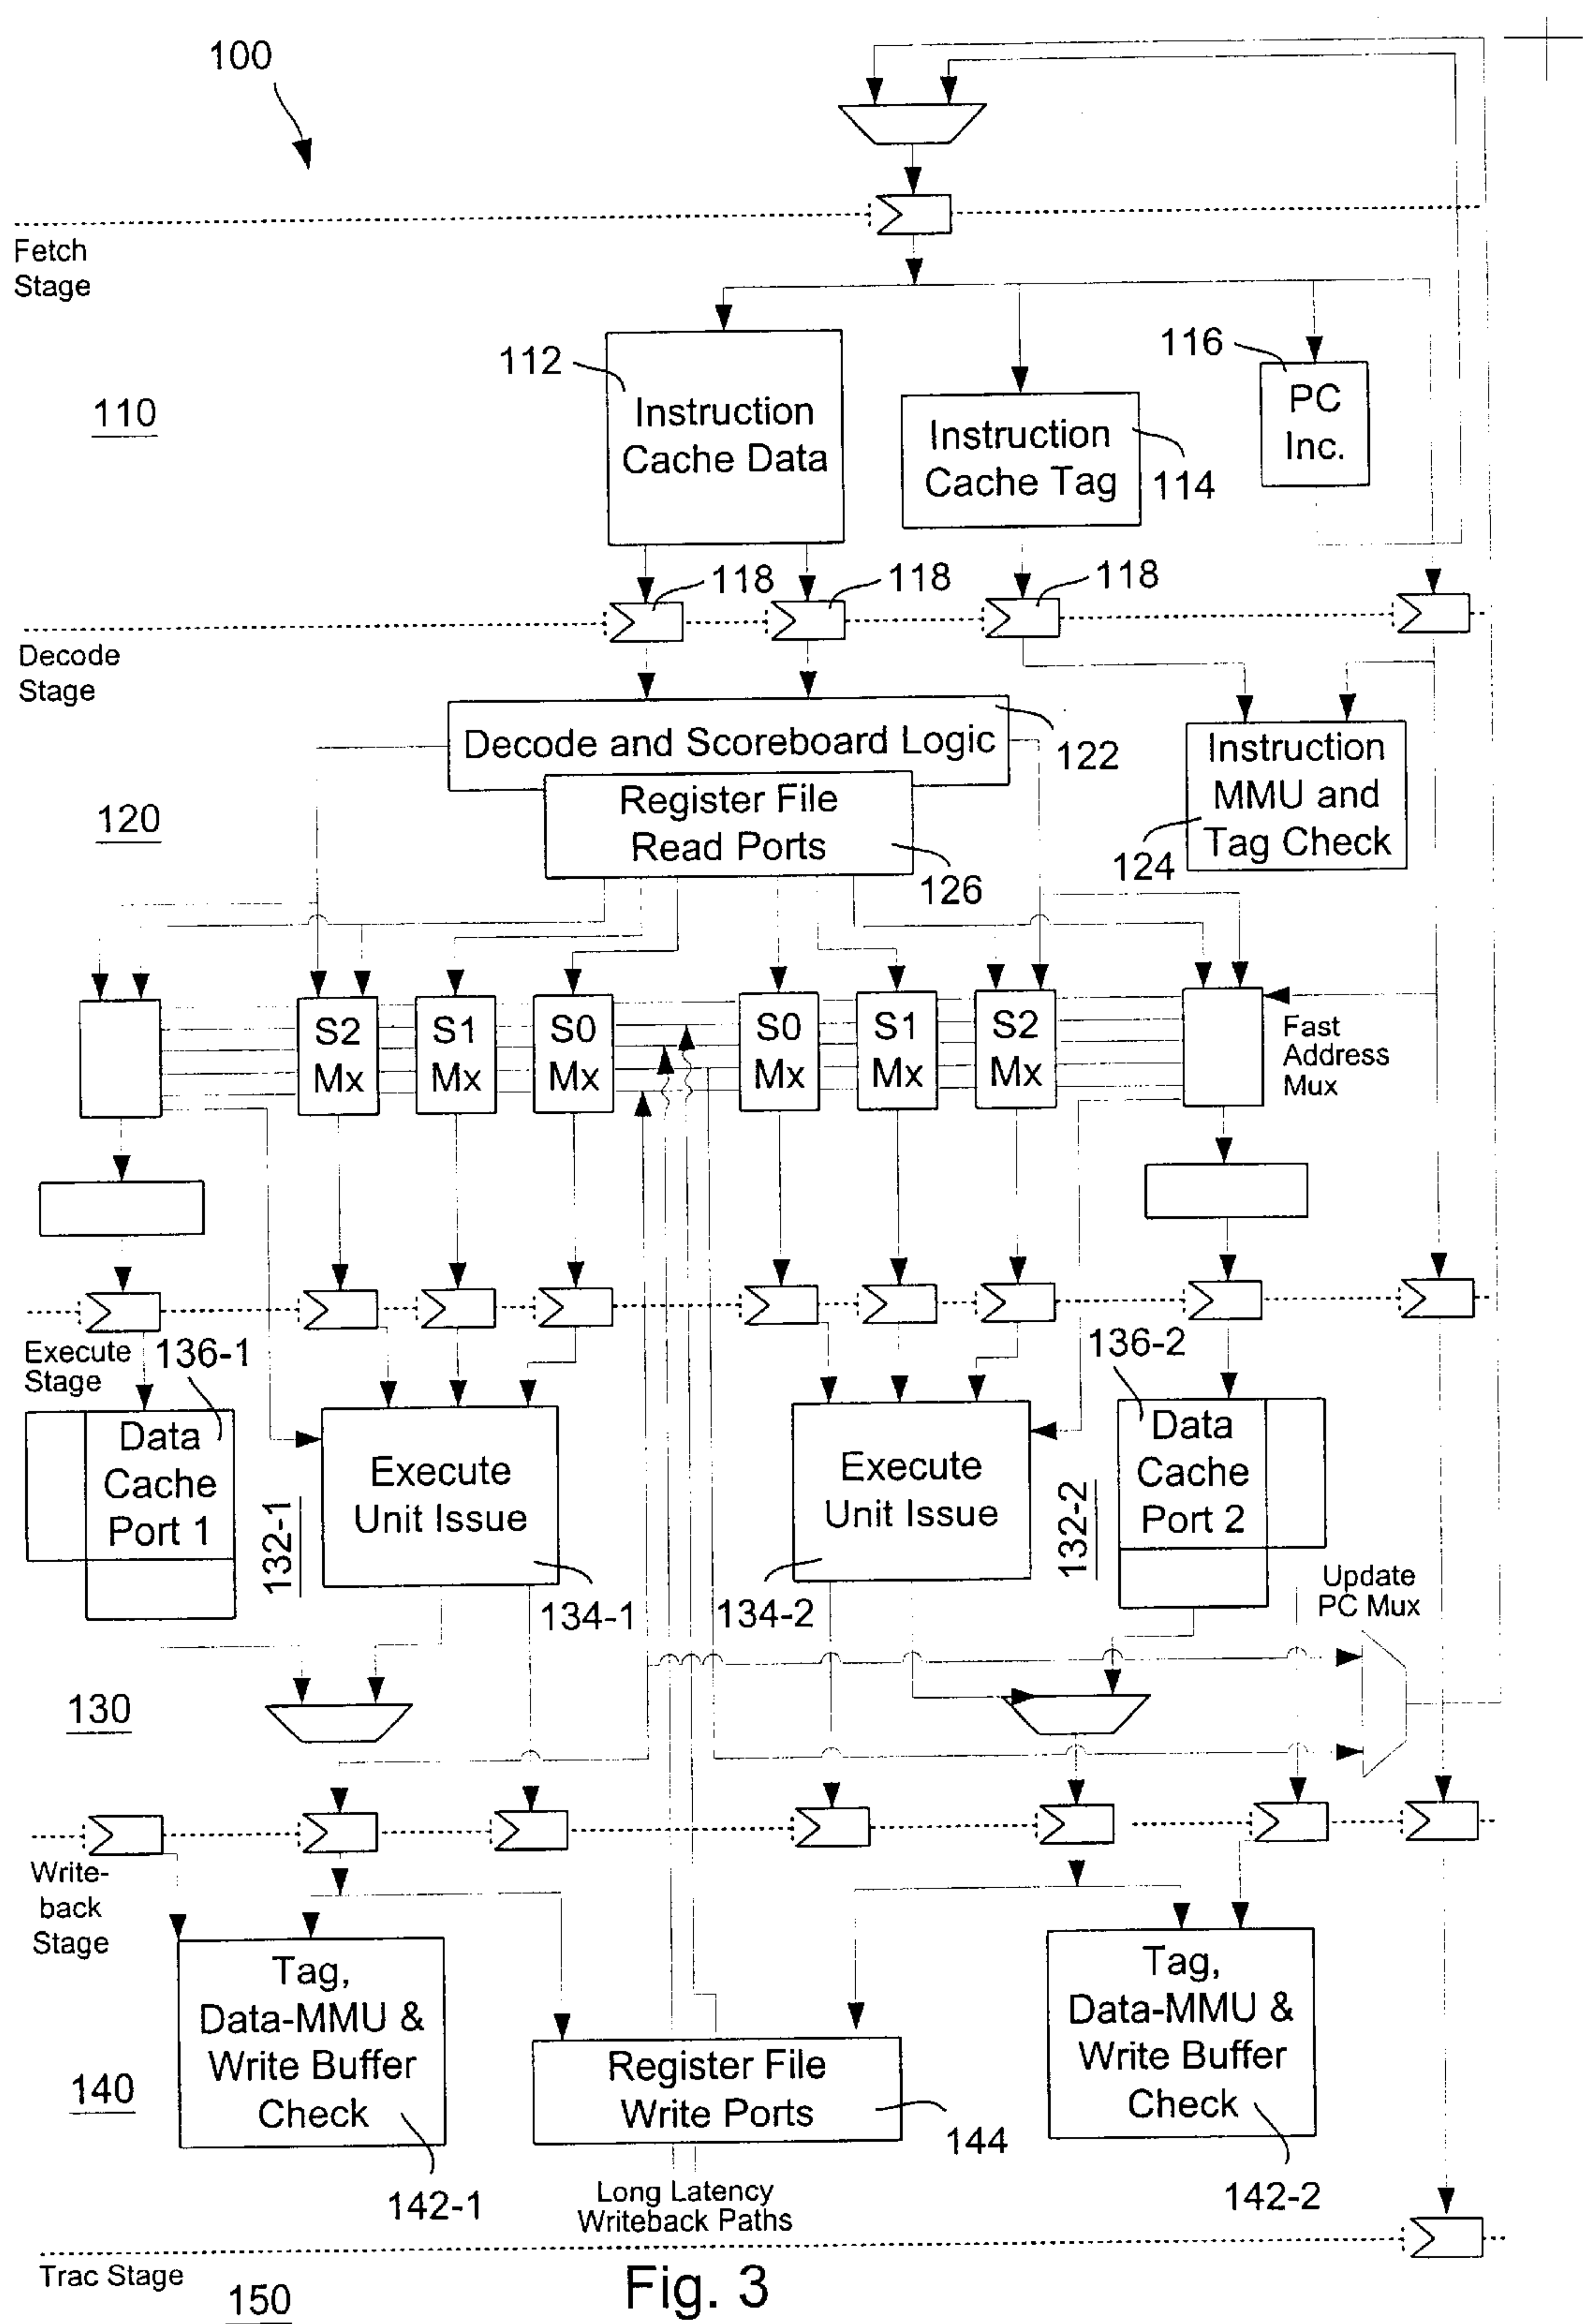 100
Fetch
Stage
112
Instruction
Cache Data
116
PC
Inc.
110
Instruction
Cache Tag
114
118
118
118
Decode
Stage
Decode and Scoreboard Logic
122
Instruction
MMU and
Tag Check
124
120
Register File
Read Ports
126
S2
Mx
S1
Mx
S0
Mx
S0
Mx
S1
Mx
S2
Mx
Fast
Address
Mux
Execute
Stage
136-1
136-2
Data
Cache
Port 1
132-1
Execute
Unit Issue
134-1
Execute
Unit Issue
134-2
132-2
Data
Cache
Port 2
Update
PC Mux
130
Write-
back
Stage
Tag,
Data-MMU &
Write Buffer
Check
142-1
140
Register File
Write Ports
144
Tag,
Data-MMU &
Write Buffer
Check
142-2
Long Latency
Writeback Paths
Trac Stage
150
Fig. 3